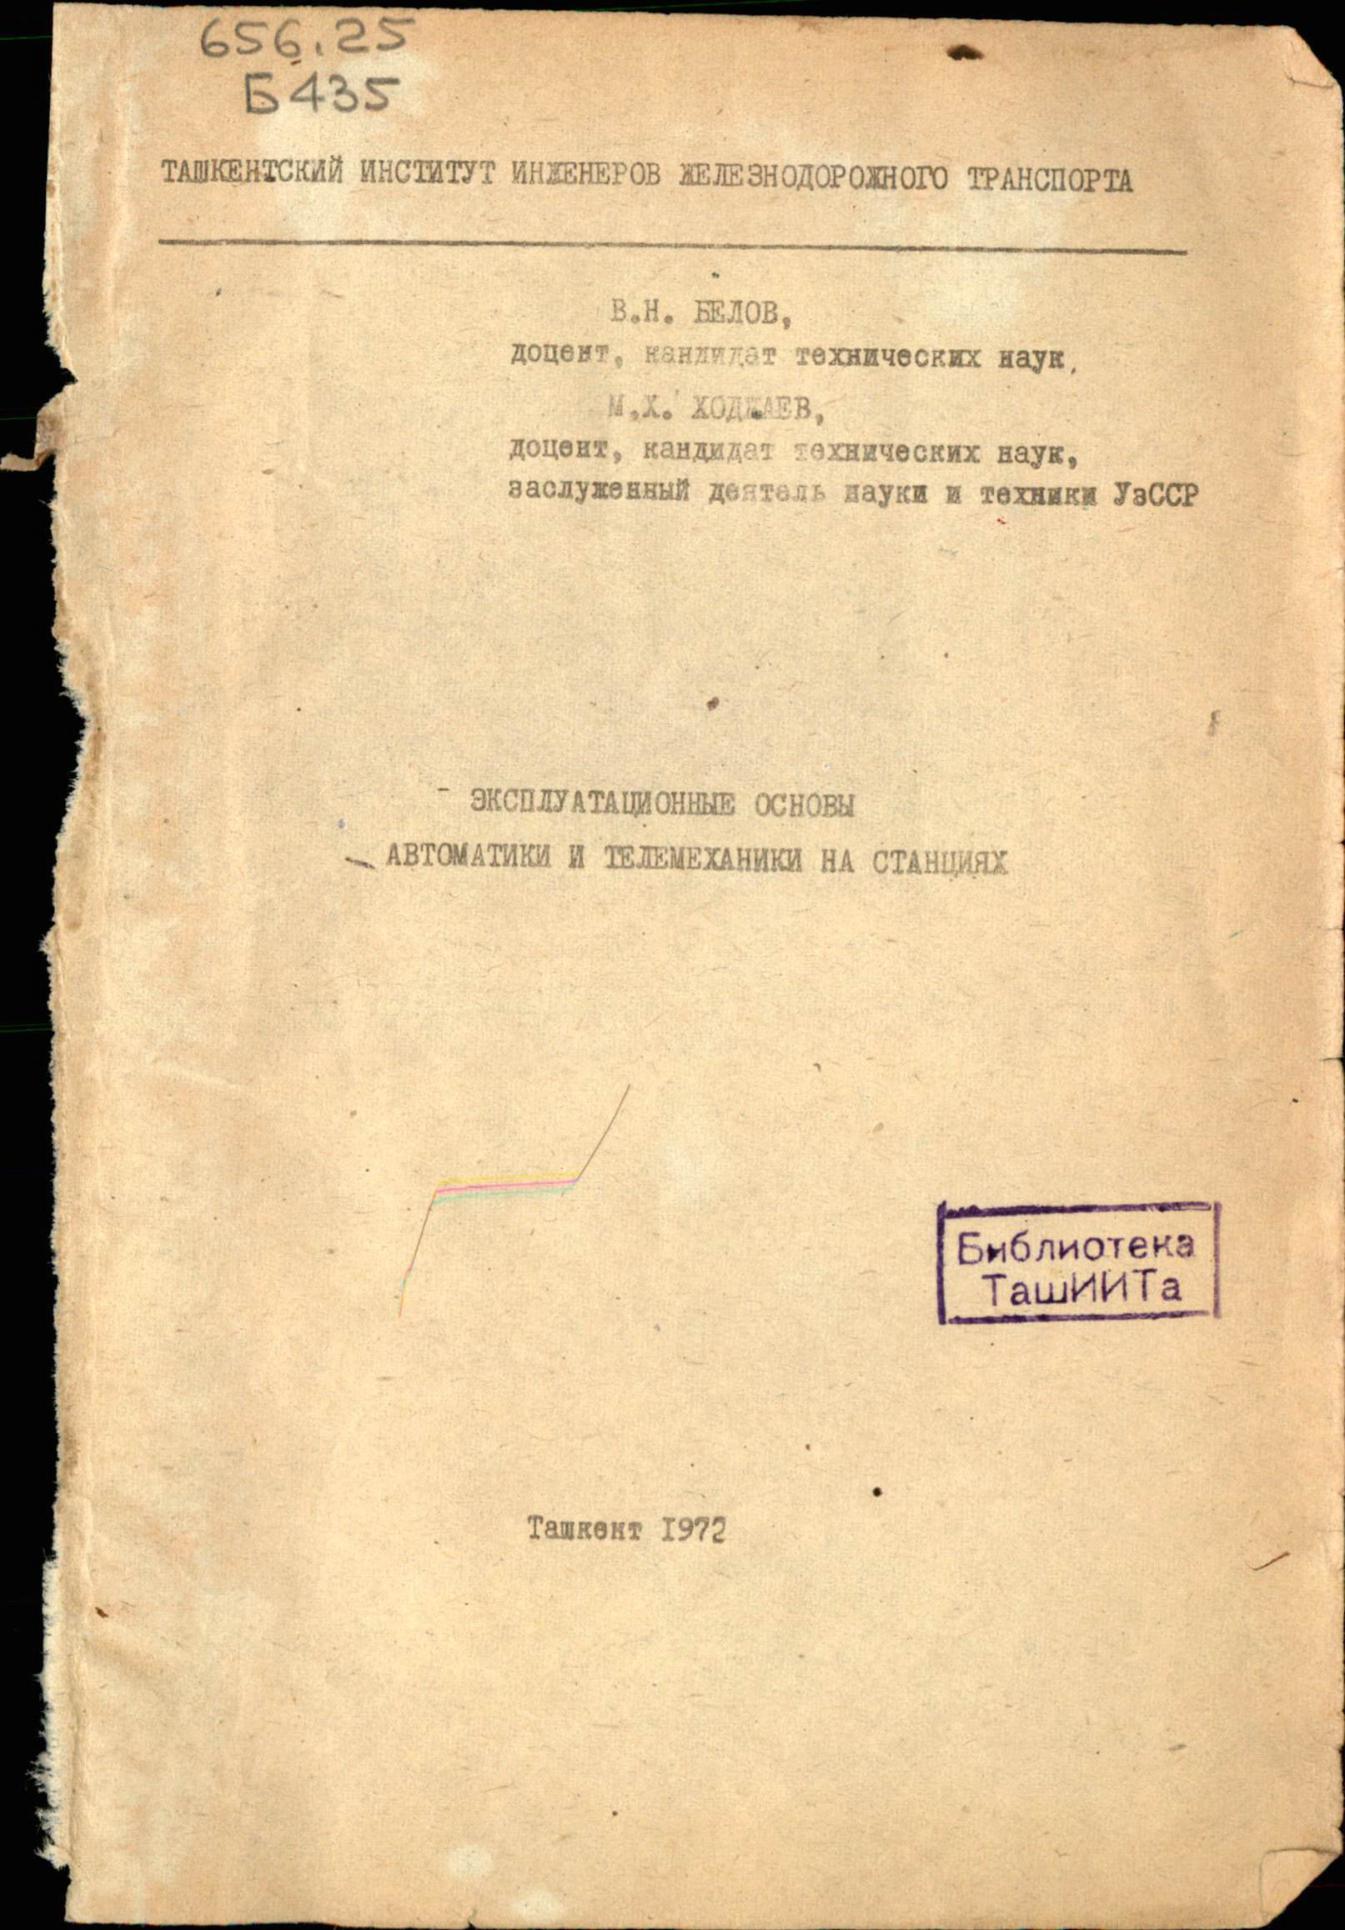 656.25
Б435
ТАШКЕНТСКИЙ ИНСТИТУТ ИНЖЕНЕРОВ ЖЕЛЕЗНОДОРОЖНОГО ТРАНСПОРТА
В.Н. БЕЛОВ,
доцент, кандидат технических наук,
М.Х. ХОДЖАЕВ,
доцент, кандидат технических наук,
заслуженный деятель науки и техники УзССР
ЭКСПЛУАТАЦИОННЫЕ ОСНОВЫ
АВТОМАТИКИ И ТЕЛЕМЕХАНИКИ НА СТАНЦИЯХ
Библиотека
ТашИИТа
Ташкент 1972